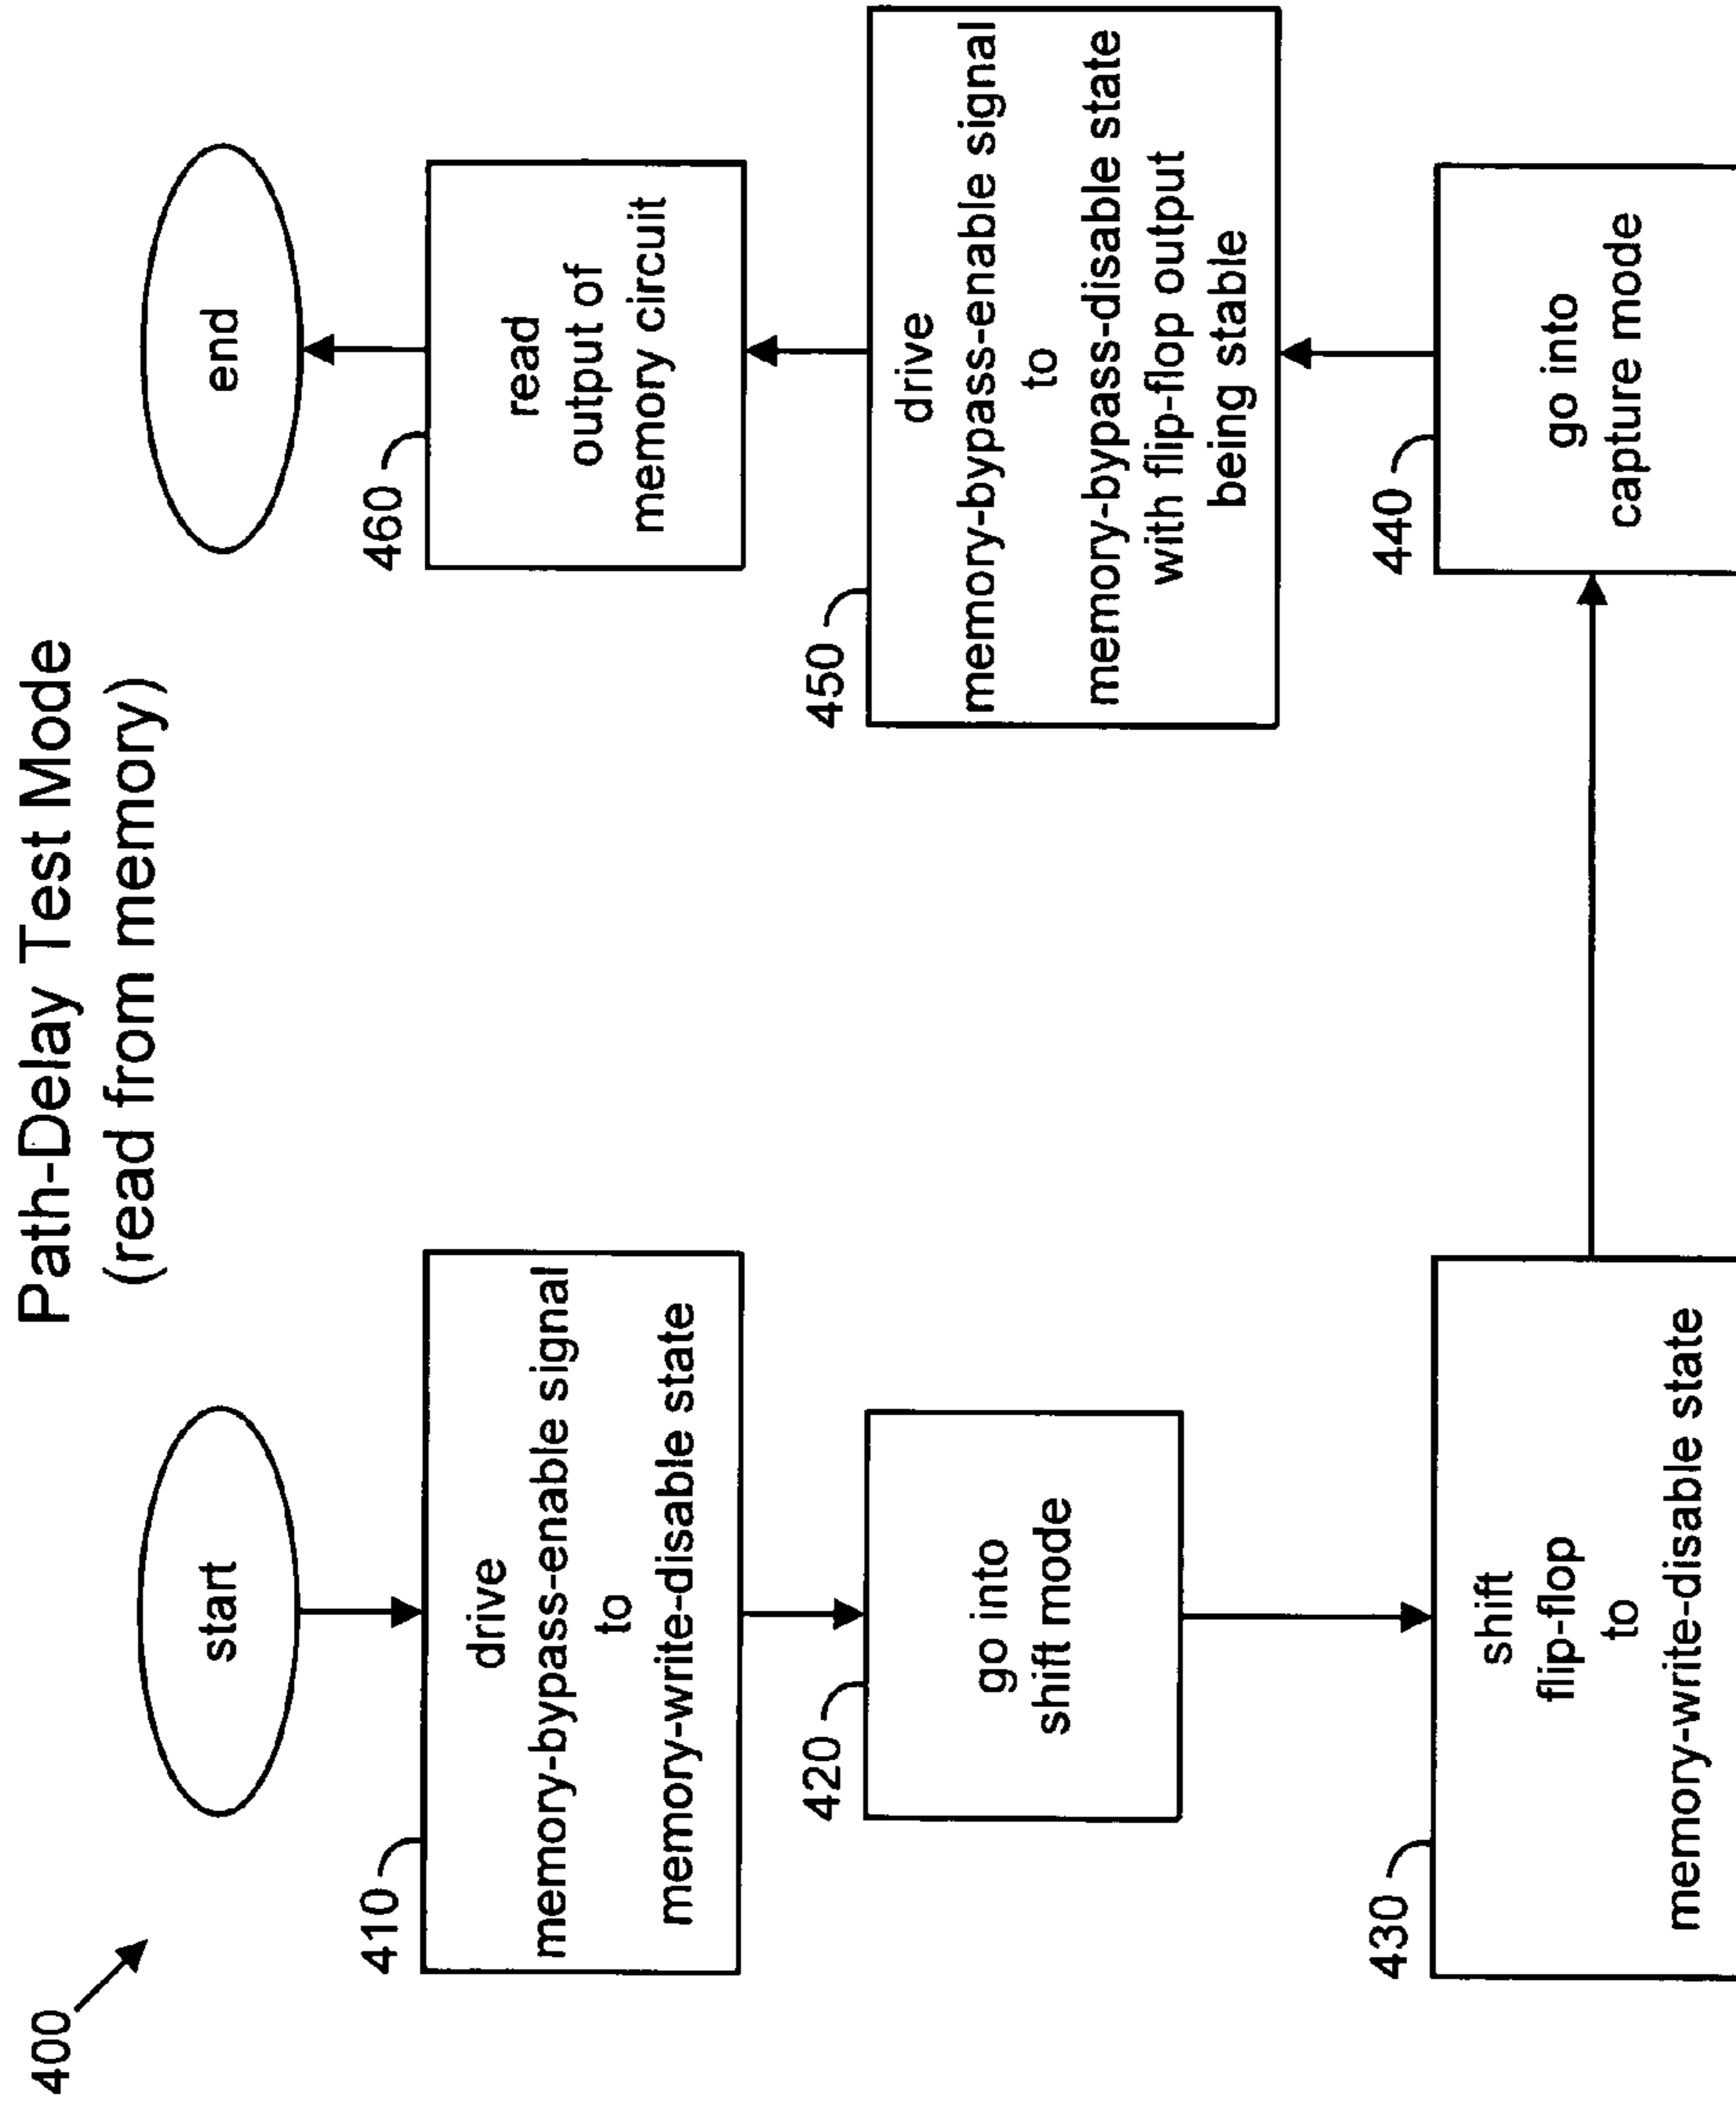 Path-Delay Test Mode
(read from memory)
400
start
410
drive
memory-bypass-enable signal
to
memory-write-disable state
420
go into
shift mode
430
shift
flip-flop
to
memory-write-disable state
440
go into
capture mode
450
drive
memory-bypass-enable signal
to
memory-bypass-disable state
with flip-flop output
being stable
460
read
output of
memory circuit
end